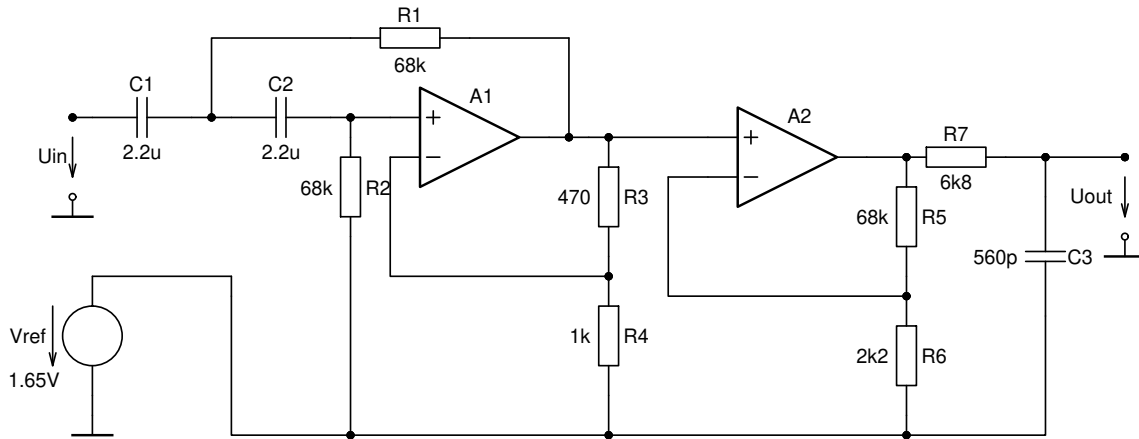 R1
68k
C1
C2
A1
A2
+
−
+
−
R7
Uin
2.2u
2.2u
6k8
68k
R2
470
R3
68k
R5
Uout
560p
C3
Vref
1.65V
1k
R4
2k2
R6